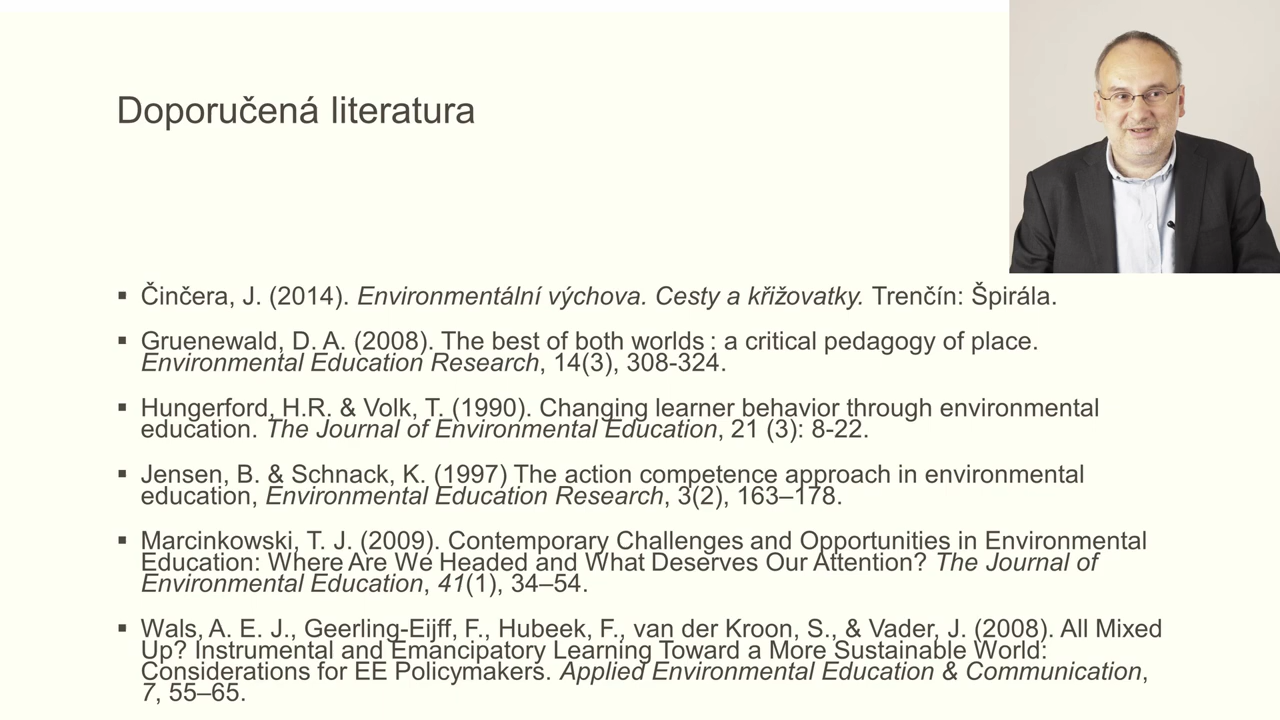 Doporučená literatura
▪ Činčera, J. (2014). Environmentální výchova. Cesty a křižovatky. Trenčín: Špirála.
▪ Gruenewald, D. A. (2008). The best of both worlds : a critical pedagogy of place.
Environmental Education Research, 14(3), 308-324.
▪ Hungerford, H.R. & Volk, T. (1990). Changing learner behavior through environmental
education. The Journal of Environmental Education, 21 (3): 8-22.
▪ Jensen, B. & Schnack, K. (1997) The action competence approach in environmental
education, Environmental Education Research, 3(2), 163–178.
▪ Marcinkowski, T. J. (2009). Contemporary Challenges and Opportunities in Environmental
Education: Where Are We Headed and What Deserves Our Attention? The Journal of
Environmental Education, 41(1), 34–54.
▪ Wals, A. E. J., Geerling-Eijff, F., Hubeek, F., van der Kroon, S., & Vader, J. (2008). All Mixed
Up? Instrumental and Emancipatory Learning Toward a More Sustainable World:
Considerations for EE Policymakers. Applied Environmental Education & Communication,
7, 55–65.